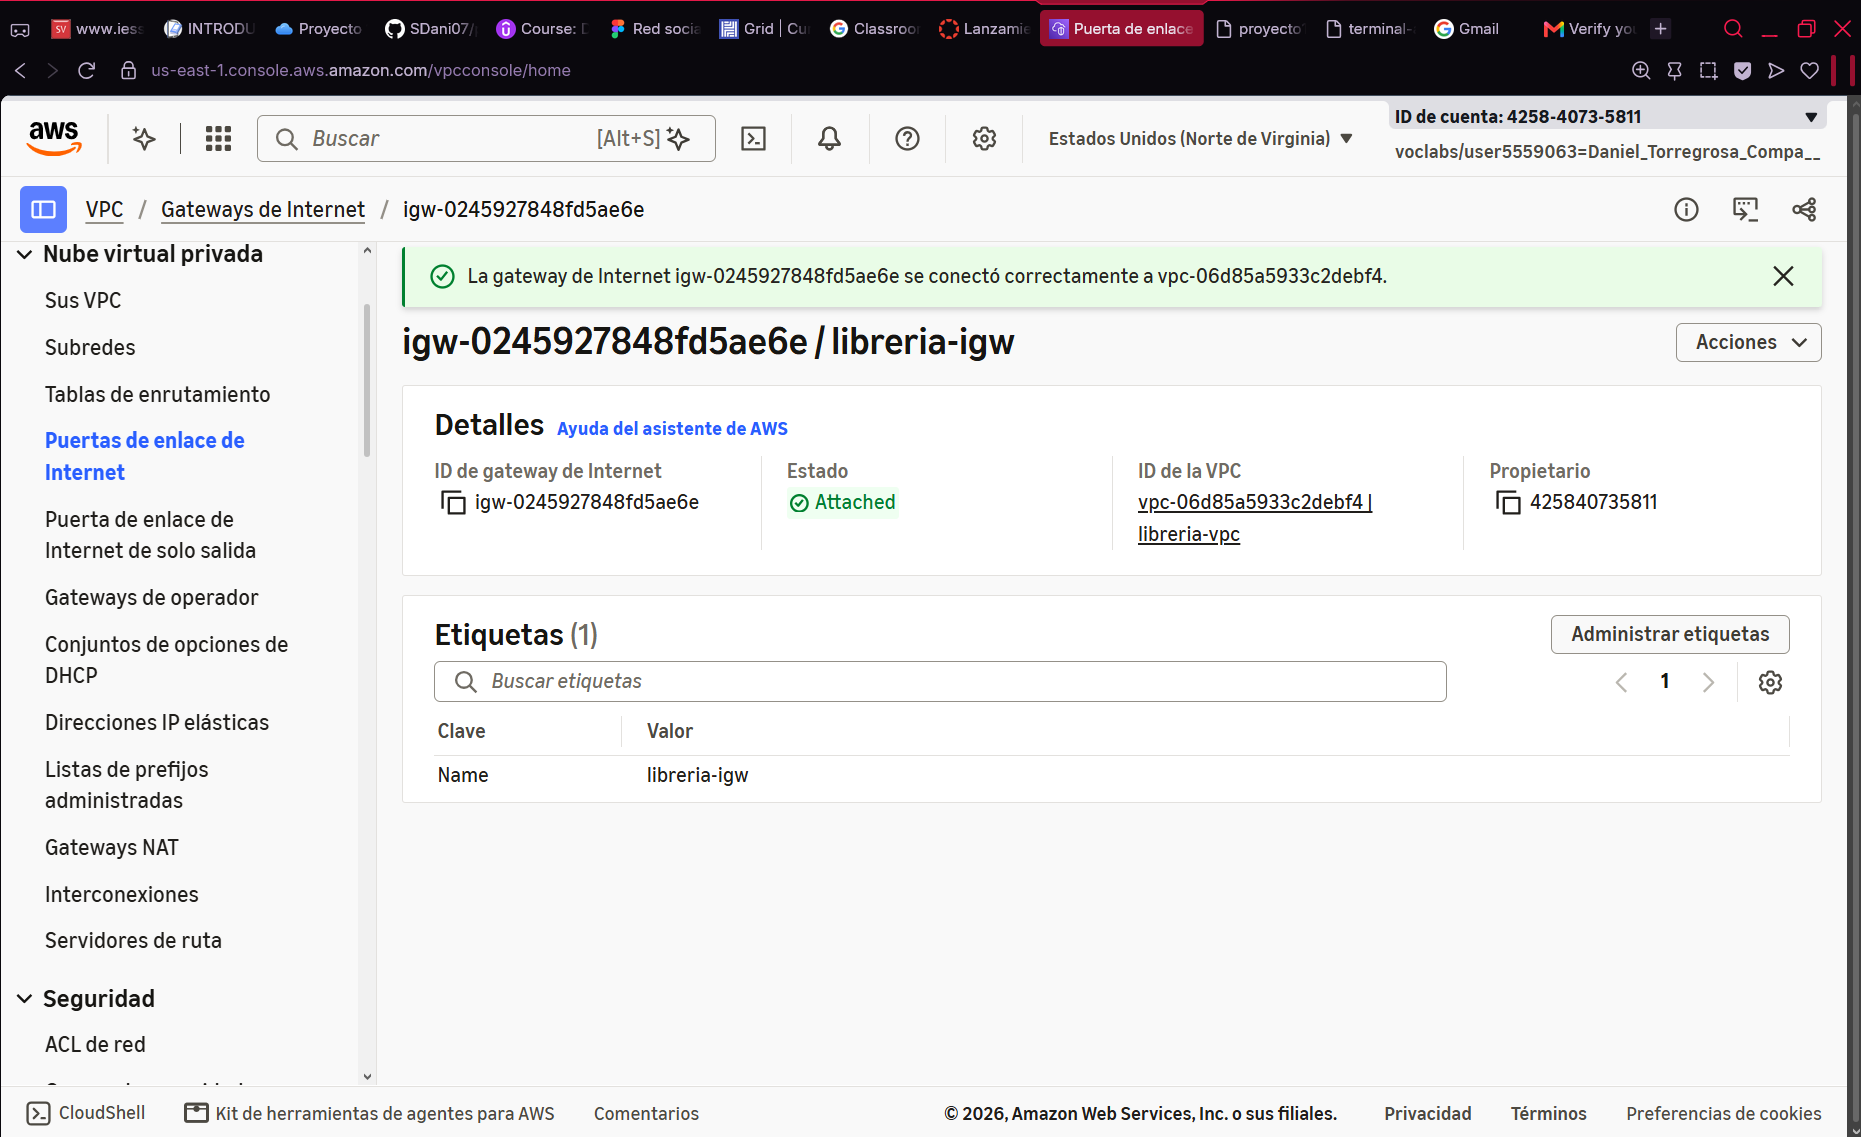 www.iess
INTRODU
Proyecto
SDani07/
Course: D
Red socia
Grid | Cu
Classroo
Lanzamie
Puerta de enlace
proyecto
terminal-
Gmail
Verify yo
us-east-1.console.aws.amazon.com/vpcconsole/home
aws
Buscar
[Alt+S]
Estados Unidos (Norte de Virginia)
ID de cuenta: 4258-4073-5811
voclabs/user5559063=Daniel_Torregrosa_Compa__
VPC / Gateways de Internet / igw-0245927848fd5ae6e
Nube virtual privada
Sus VPC
Subredes
Tablas de enrutamiento
Puertas de enlace de
Internet
Puerta de enlace de
Internet de solo salida
Gateways de operador
Conjuntos de opciones de
DHCP
Direcciones IP elásticas
Listas de prefijos
administradas
Gateways NAT
Interconexiones
Servidores de ruta
Seguridad
ACL de red
La gateway de Internet igw-0245927848fd5ae6e se conectó correctamente a vpc-06d85a5933c2debf4.
igw-0245927848fd5ae6e / libreria-igw
Acciones
Detalles Ayuda del asistente de AWS
ID de gateway de Internet
igw-0245927848fd5ae6e
Estado
Attached
ID de la VPC
vpc-06d85a5933c2debf4 |
libreria-vpc
Propietario
425840735811
Etiquetas (1)
Administrar etiquetas
Buscar etiquetas
1
Clave Valor
Name libreria-igw
CloudShell
Kit de herramientas de agentes para AWS
Comentarios
© 2026, Amazon Web Services, Inc. o sus filiales.
Privacidad
Términos
Preferencias de cookies